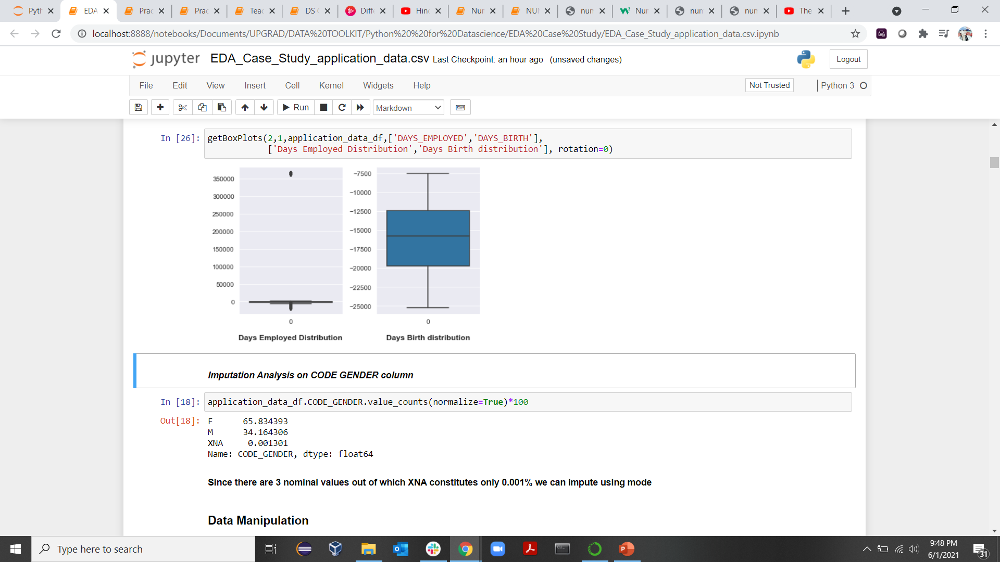 Pyth
EDA
Prac
Prac
Teac
DS
Diff
Hinc
Nur
NUI
nun
Nur
nun
nun
The
localhost:8888/notebooks/Documents/UPGRAD/DATA%20TOOLKIT/Python%20%20for%20Datascience/EDA%20Case%20Study/EDA_Case_Study_application_data.csv.ipynb
jupyter EDA_Case_Study_application_data.csv Last Checkpoint: an hour ago (unsaved changes)
Logout
File Edit View Insert Cell Kernel Widgets Help
Not Trusted
Python 3
Run
Markdown
In [26]: getBoxPlots(2,1,application_data_df,['DAYS_EMPLOYED','DAYS_BIRTH'],
['Days Employed Distribution','Days Birth distribution'], rotation=0)
350000
300000
250000
200000
150000
100000
50000
0
0
Days Employed Distribution
−7500
−10000
−12500
−15000
−17500
−20000
−22500
−25000
0
Days Birth distribution
Imputation Analysis on CODE GENDER column
In [18]: application_data_df.CODE_GENDER.value_counts(normalize=True)*100
Out[18]: F 65.834393
M 34.164306
XNA 0.001301
Name: CODE_GENDER, dtype: float64
Since there are 3 nominal values out of which XNA constitutes only 0.001% we can impute using mode
Data Manipulation
Type here to search
9:48 PM
6/1/2021
31